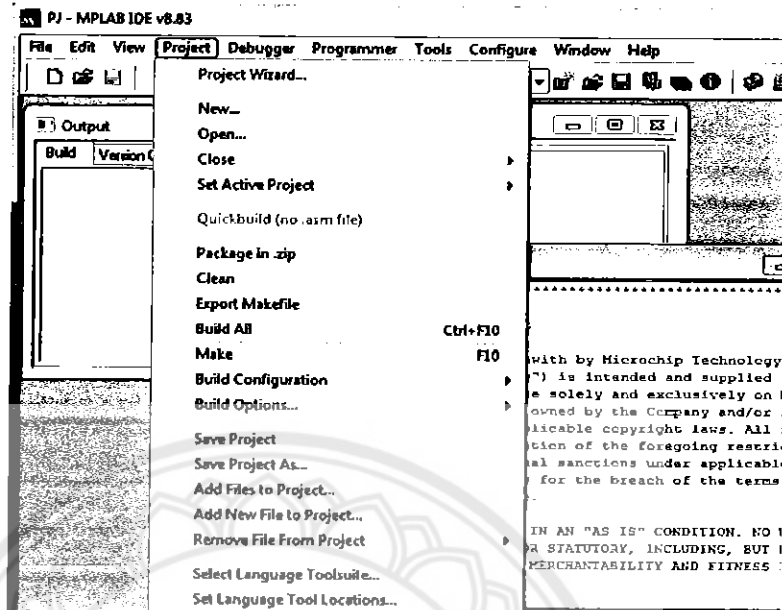 PJ - MPLAB IDE v8.83
File Edit View Project Debugger Programmer Tools Configure Window Help
Project Wizard...
New...
Open...
Output
Close
Build Version
Set Active Project
Quickbuild (no .asm file)
Package in .zip
Clean
Export Makefile
Build All Ctrl+F10
Make F10
with by Microchip Technology
Build Configuration
") is intended and supplied
solely and exclusively on
Build Options...
owned by the Company and/or
copyright laws. All
Save Project
of the foregoing
Save Project As...
sanctions under
Add Files to Project...
for the breach of the terms
Add New File to Project...
IN AN "AS IS" CONDITION. NO
Remove File From Project
STATUTORY, INCLUDING, BUT
MERCHANTABILITY AND FITNESS
Select Language Toolsuite...
Set Language Tool Locations...